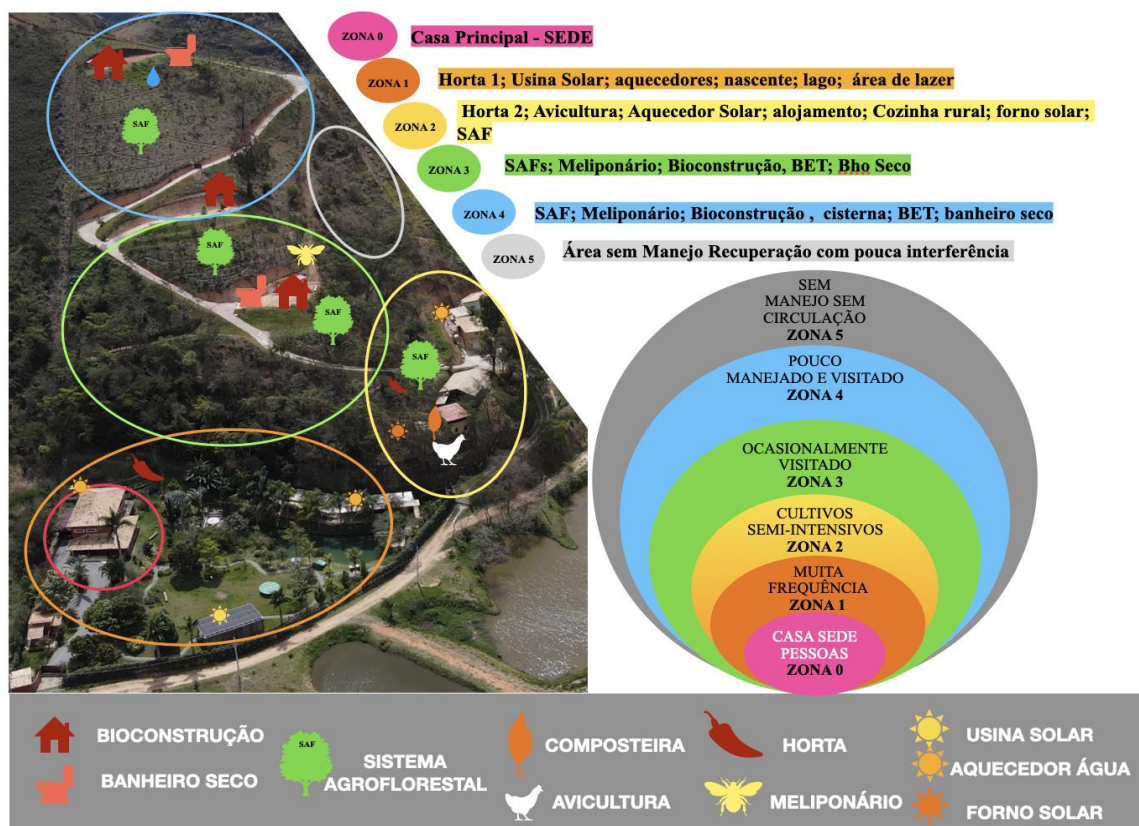 ZONA 0
Casa Principal - SEDE
ZONA 1
Horta 1; Usina Solar; aquecedores; nascente; lago; área de lazer
ZONA 2
Horta 2; Avicultura; Aquecedor Solar; alojamento; Cozinha rural; forno solar;
SAF
ZONA 3
SAFs; Meliponário; Bioconstrução, BET; Bho Seco
ZONA 4
SAF; Meliponário; Bioconstrução , cisterna; BET; banheiro seco
ZONA 5
Área sem Manejo Recuperação com pouca interferência
SAF
SAF
SAF
SAF
SEM
MANEJO SEM
CIRCULAÇÃO
ZONA 5
POUCO
MANEJADO E VISITADO
ZONA 4
OCASIONALMENTE
VISITADO
ZONA 3
CULTIVOS
SEMI-INTENSIVOS
ZONA 2
MUITA
FREQUÊNCIA
ZONA 1
CASA SEDE
PESSOAS
ZONA 0
BIOCONSTRUÇÃO
BANHEIRO SECO
SAF
SISTEMA
AGROFLORESTAL
COMPOSTEIRA
AVICULTURA
HORTA
MELIPONÁRIO
USINA SOLAR
AQUECEDOR ÁGUA
FORNO SOLAR